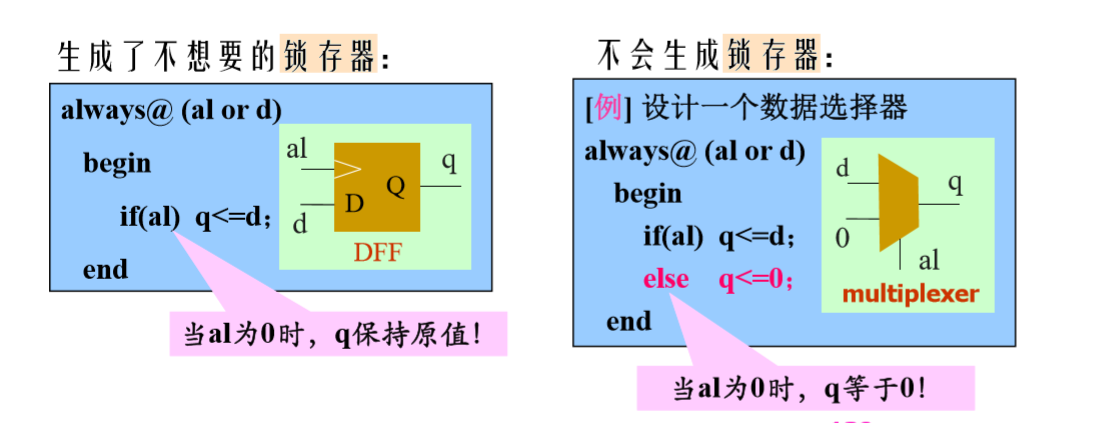 生成了不想要的锁存器：
always@ (al or d)
begin
if(al) q<=d；
end
al
d
D
Q
q
DFF
当al为0时，q保持原值！
不会生成锁存器：
[例] 设计一个数据选择器
always@ (al or d)
begin
if(al) q<=d；
else q<=0；
end
d
0
q
al
multiplexer
当al为0时，q等于0！